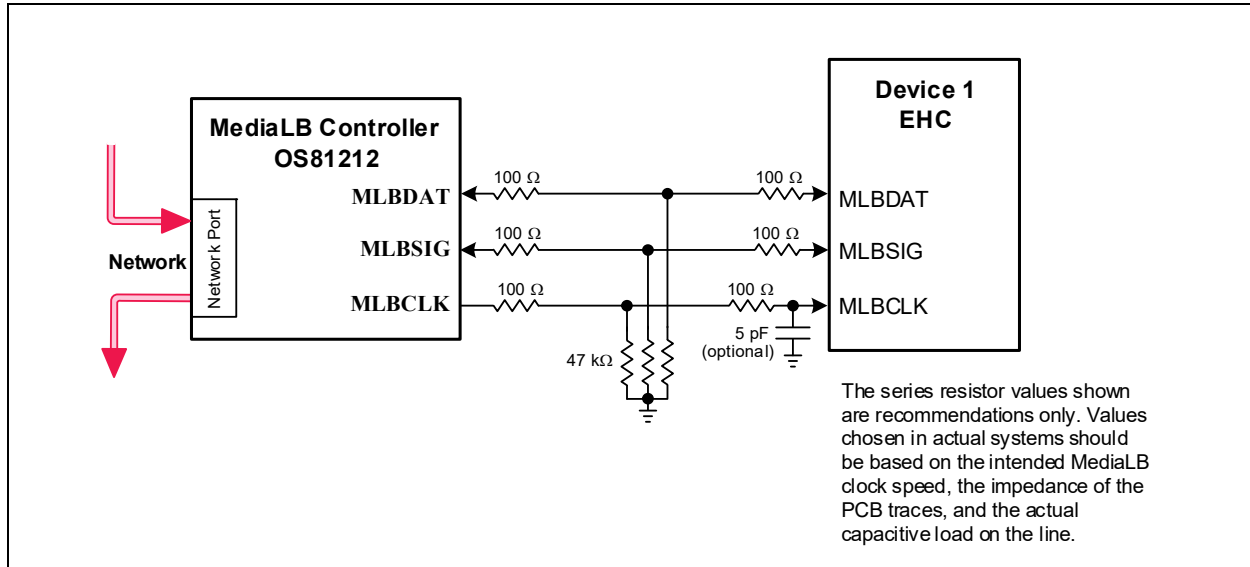 MediaLB Controller
OS81212
Network Port
Network
MLBDAT
MLBSIG
MLBCLK
100 Ω
100 Ω
100 Ω
100 Ω
100 Ω
100 Ω
47 kΩ
5 pF
(optional)
Device 1
EHC
MLBDAT
MLBSIG
MLBCLK
The series resistor values shown
are recommendations only. Values
chosen in actual systems should
be based on the intended MediaLB
clock speed, the impedance of the
PCB traces, and the actual
capacitive load on the line.